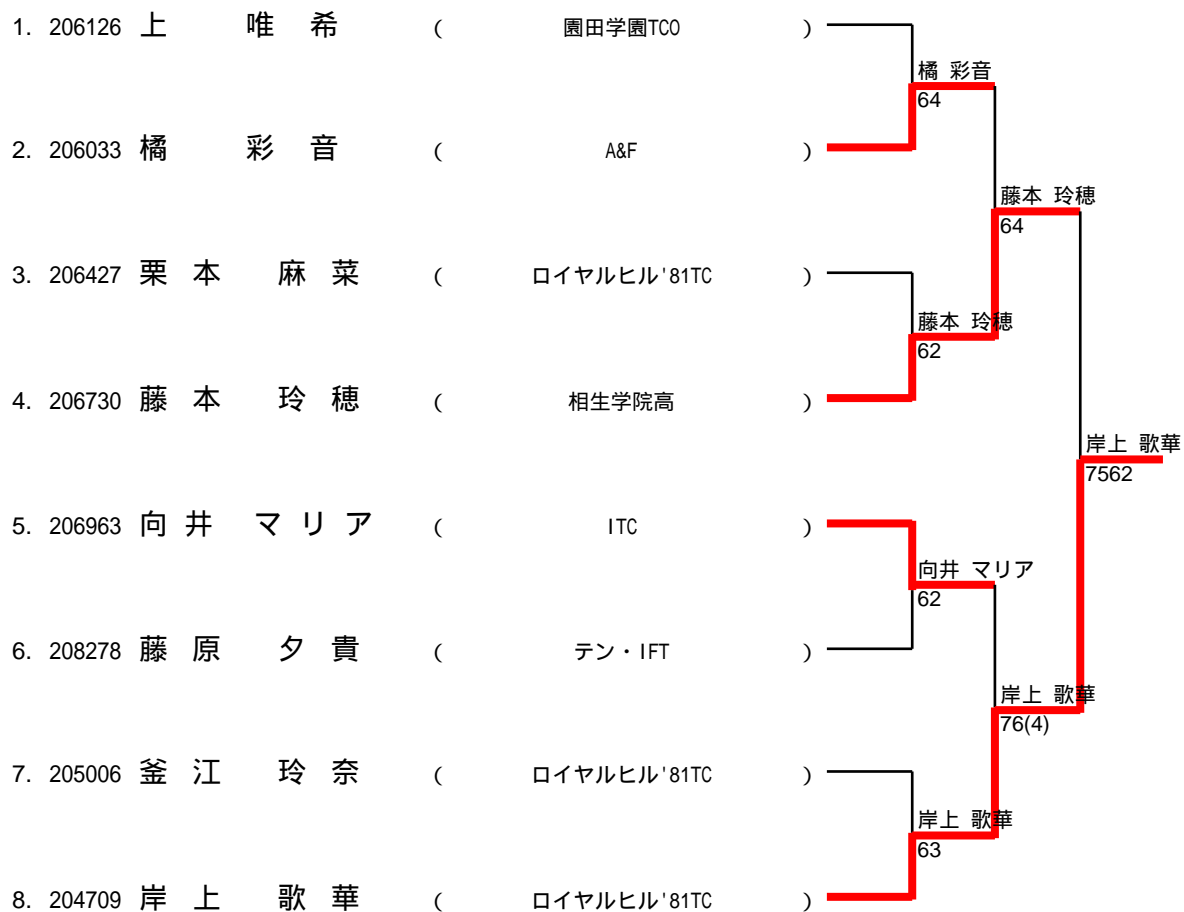 1. 206126 上 唯 希 ( 園田学園TCO )
橘 彩音
64
2. 206033 橘 彩 音 ( A&F )
藤本 玲穂
64
3. 206427 栗 本 麻 菜 ( ロイヤルヒル'81TC )
藤本 玲穂
62
4. 206730 藤 本 玲 穂 ( 相生学院高 )
岸上 歌華
7562
5. 206963 向 井 マ リ ア ( ITC )
向井 マリア
62
6. 208278 藤 原 夕 貴 ( テン・IFT )
岸上 歌華
76(4)
7. 205006 釜 江 玲 奈 ( ロイヤルヒル'81TC )
岸上 歌華
63
8. 204709 岸 上 歌 華 ( ロイヤルヒル'81TC )